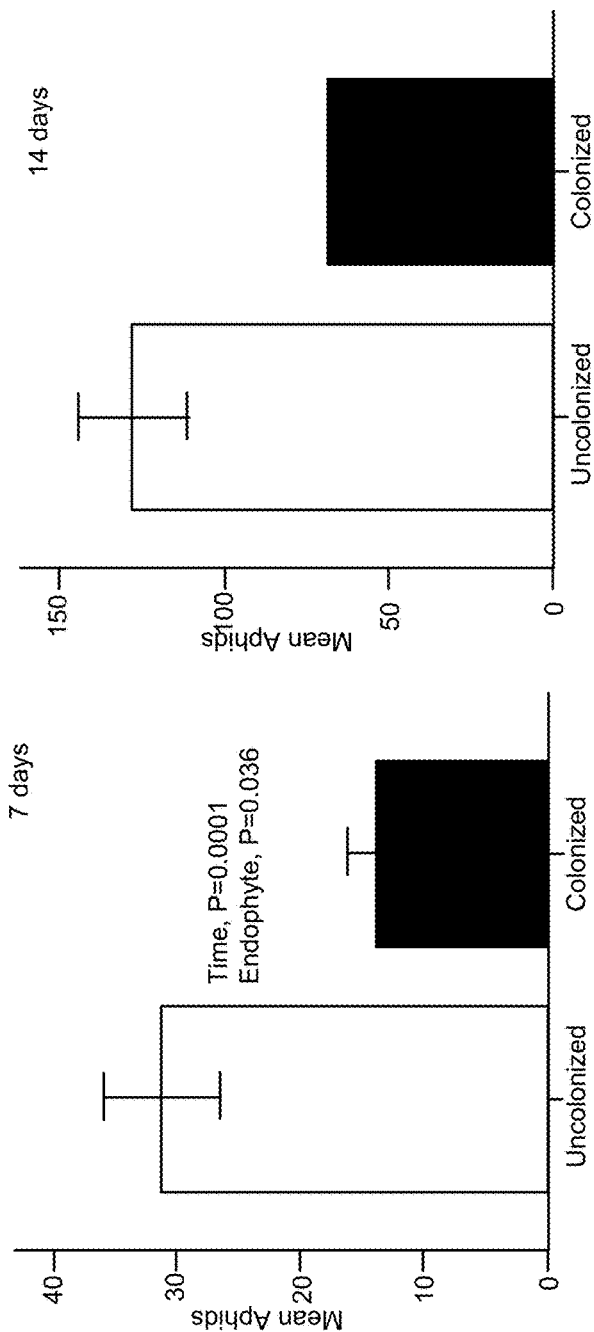 7 days
Mean Aphids
40
30
20
10
0
Time, P=0.0001
Endophyte, P=0.036
Uncolonized
Colonized
14 days
Mean Aphids
150
100
50
0
Uncolonized
Colonized